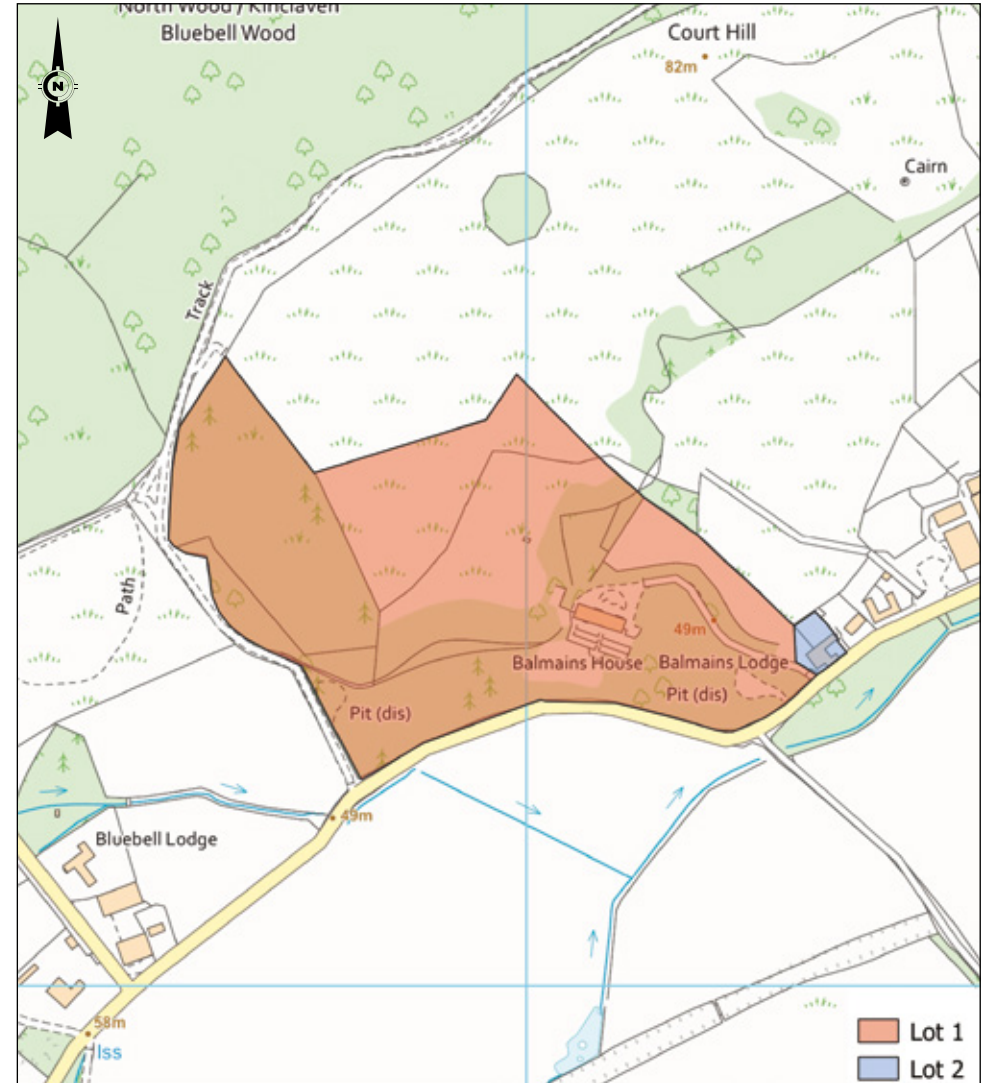 North Wood / Kinclaven
Bluebell Wood
Court Hill
82m
N
Cairn
Track
Path
49m
Balmains House
Balmains Lodge
Pit (dis)
Pit (dis)
49m
Bluebell Lodge
58m
Iss
Lot 1
Lot 2